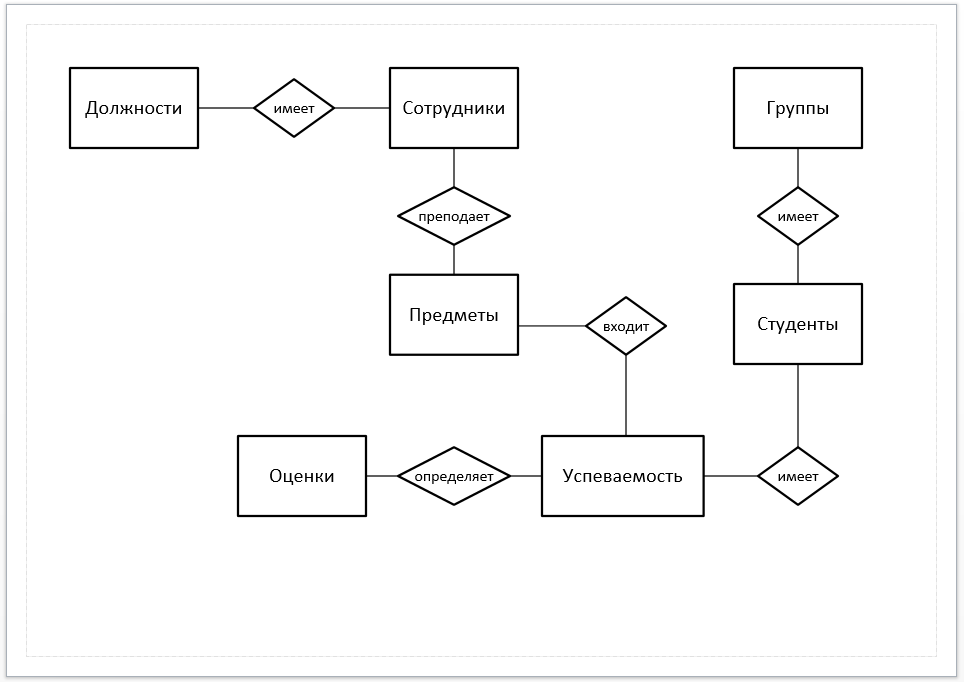 Должности
имеет
Сотрудники
Группы
преподает
имеет
Предметы
входит
Студенты
Оценки
определяет
Успеваемость
имеет